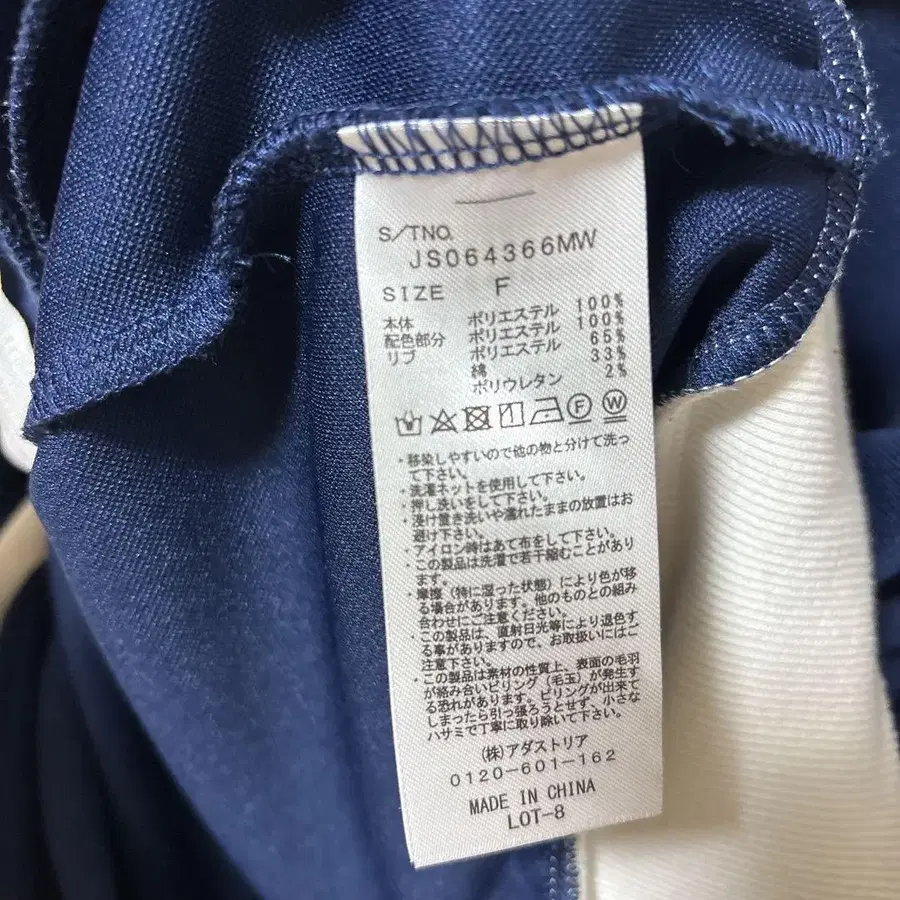 S/TNO.
JS064366MW
SIZE F
本体 ポリエステル 100%
配色部分 ポリエステル 100%
リブ ポリエステル 65%
綿 33%
ポリウレタン 2%
F W
・移染しやすいので他の物と分けて洗っ
て下さい。
・洗濯ネットを使用して下さい。
・押し洗いをして下さい。
・浸け置き洗いや濡れたままの放置はお
避け下さい。
・アイロン時はあて布をして下さい。
・この製品は洗濯で若干縮むことがあり
ます。
・摩擦（特に湿った状態）により色が移
る場合があります。他のものとの組み
合わせにご注意ください。
・この製品は、直射日光等により退色す
る事がありますので、お取扱いにはご
注意下さい。
・この製品は素材の性質上、表面の毛羽
が絡み合いピリング（毛玉）が発生す
る恐れがあります。ピリングが出来て
しまったら引っ張ろうとせず、小さな
ハサミで丁寧に取り除いて下さい。
(株)アダストリア
0120-601-162
MADE IN CHINA
LOT-8